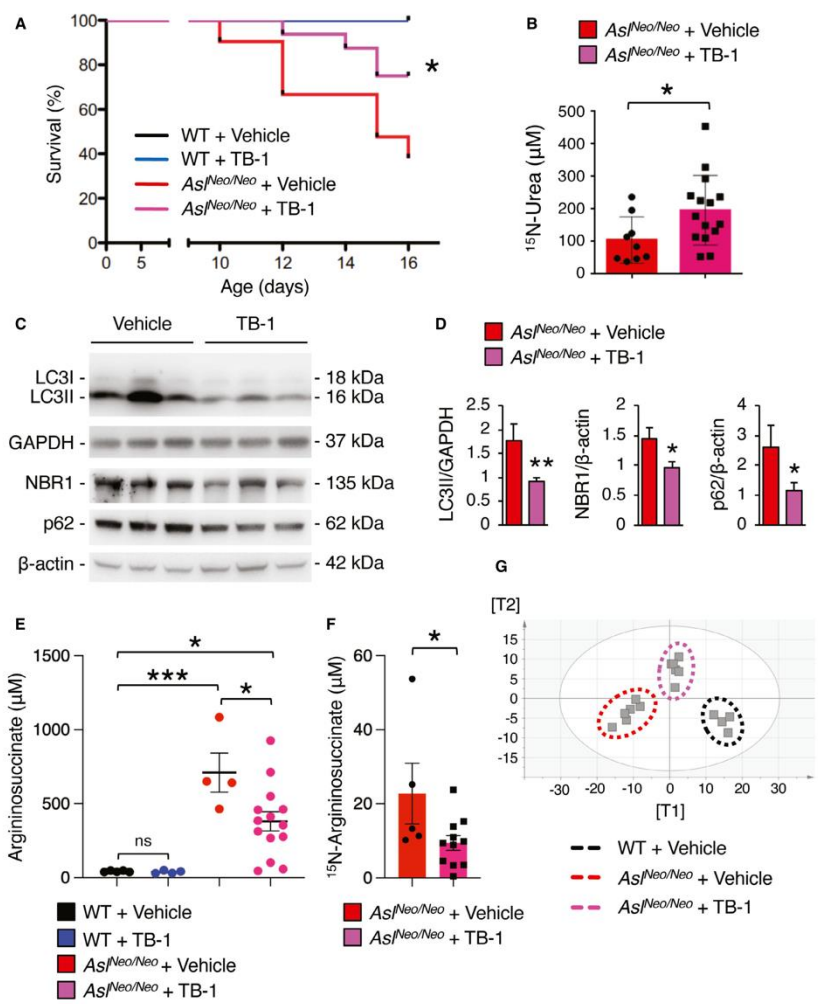 A
Survival (%)
100
80
60
40
20
0
0
5
10
12
14
16
Age (days)
WT + Vehicle
WT + TB-1
Asl^Neo/Neo + Vehicle
Asl^Neo/Neo + TB-1
*
B
Asl^Neo/Neo + Vehicle
Asl^Neo/Neo + TB-1
*
¹⁵N-Urea (µM)
500
400
300
200
100
0
C
Vehicle
TB-1
LC3I -
- 18 kDa
LC3II -
- 16 kDa
GAPDH -
- 37 kDa
NBR1 -
- 135 kDa
p62 -
- 62 kDa
β-actin -
- 42 kDa
D
Asl^Neo/Neo + Vehicle
Asl^Neo/Neo + TB-1
LC3II/GAPDH
2.5
2
1.5
1
0.5
0
**
NBR1/β-actin
2
1.5
1
0.5
0
*
p62/β-actin
4
3
2
1
0
*
E
Argininosuccinate (µM)
1500
1000
500
0
*
***
*
ns
WT + Vehicle
WT + TB-1
Asl^Neo/Neo + Vehicle
Asl^Neo/Neo + TB-1
F
¹⁵N-Argininosuccinate (µM)
60
40
20
0
*
Asl^Neo/Neo + Vehicle
Asl^Neo/Neo + TB-1
G
[T2]
15
10
5
0
-5
-10
-15
-30
-20
-10
0
10
20
30
[T1]
WT + Vehicle
Asl^Neo/Neo + Vehicle
Asl^Neo/Neo + TB-1